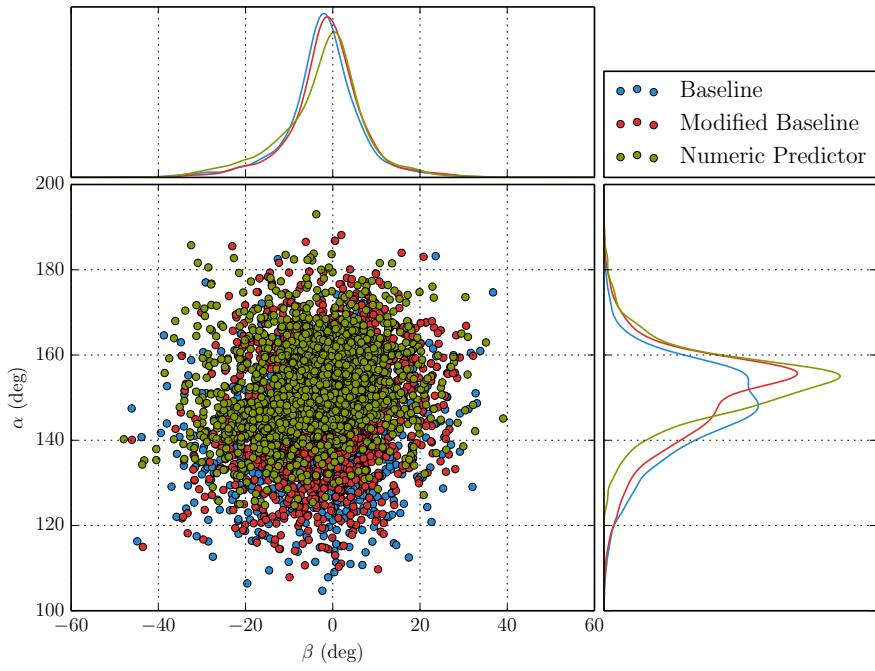 Baseline
Modified Baseline
Numeric Predictor
200
180
160
140
120
100
α (deg)
−60
−40
−20
0
20
40
60
β (deg)